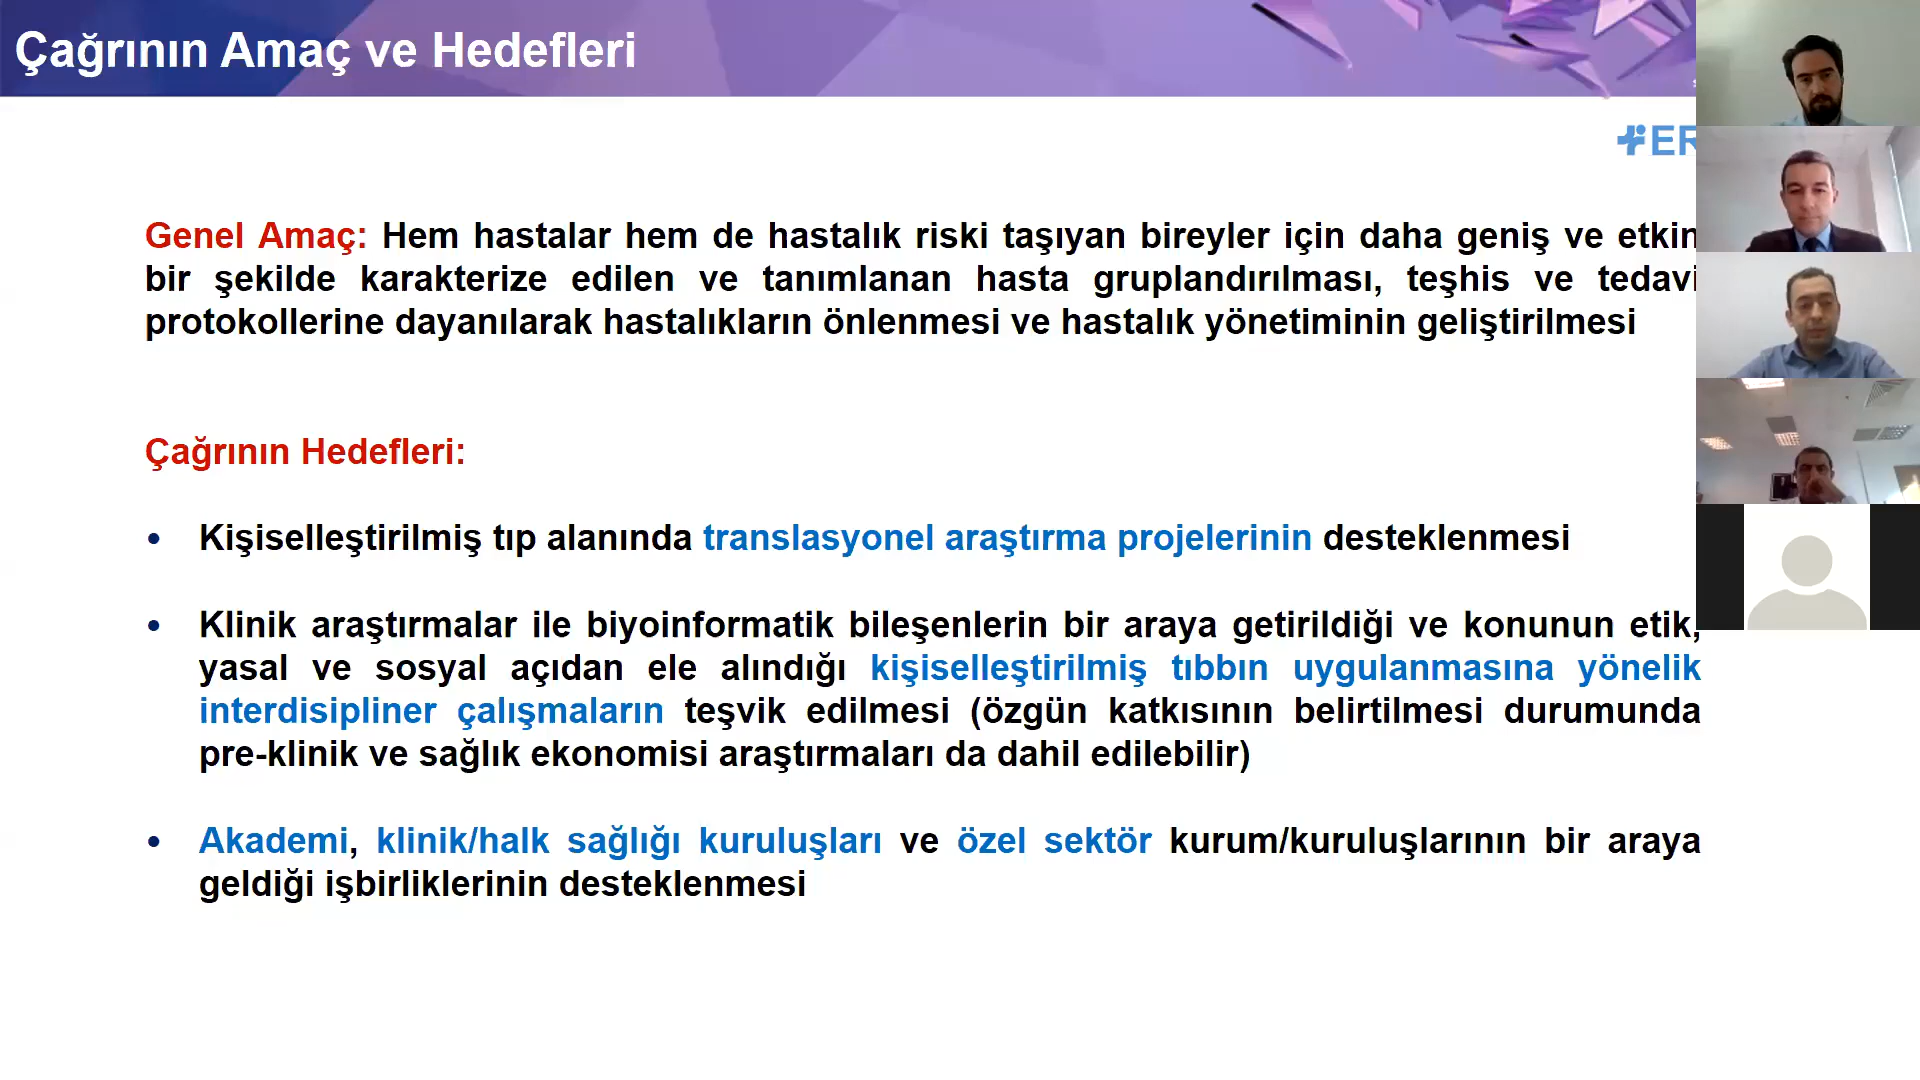 Çağrının Amaç ve Hedefleri
Genel Amaç: Hem hastalar hem de hastalık riski taşıyan bireyler için daha geniş ve etkin
bir şekilde karakterize edilen ve tanımlanan hasta gruplandırılması, teşhis ve tedavi
protokollerine dayanılarak hastalıkların önlenmesi ve hastalık yönetiminin geliştirilmesi
Çağrının Hedefleri:
• Kişiselleştirilmiş tıp alanında translasyonel araştırma projelerinin desteklenmesi
• Klinik araştırmalar ile biyoinformatik bileşenlerin bir araya getirildiği ve konunun etik,
yasal ve sosyal açıdan ele alındığı kişiselleştirilmiş tıbbın uygulanmasına yönelik
interdisipliner çalışmaların teşvik edilmesi (özgün katkısının belirtilmesi durumunda
pre-klinik ve sağlık ekonomisi araştırmaları da dahil edilebilir)
• Akademi, klinik/halk sağlığı kuruluşları ve özel sektör kurum/kuruluşlarının bir araya
geldiği işbirliklerinin desteklenmesi